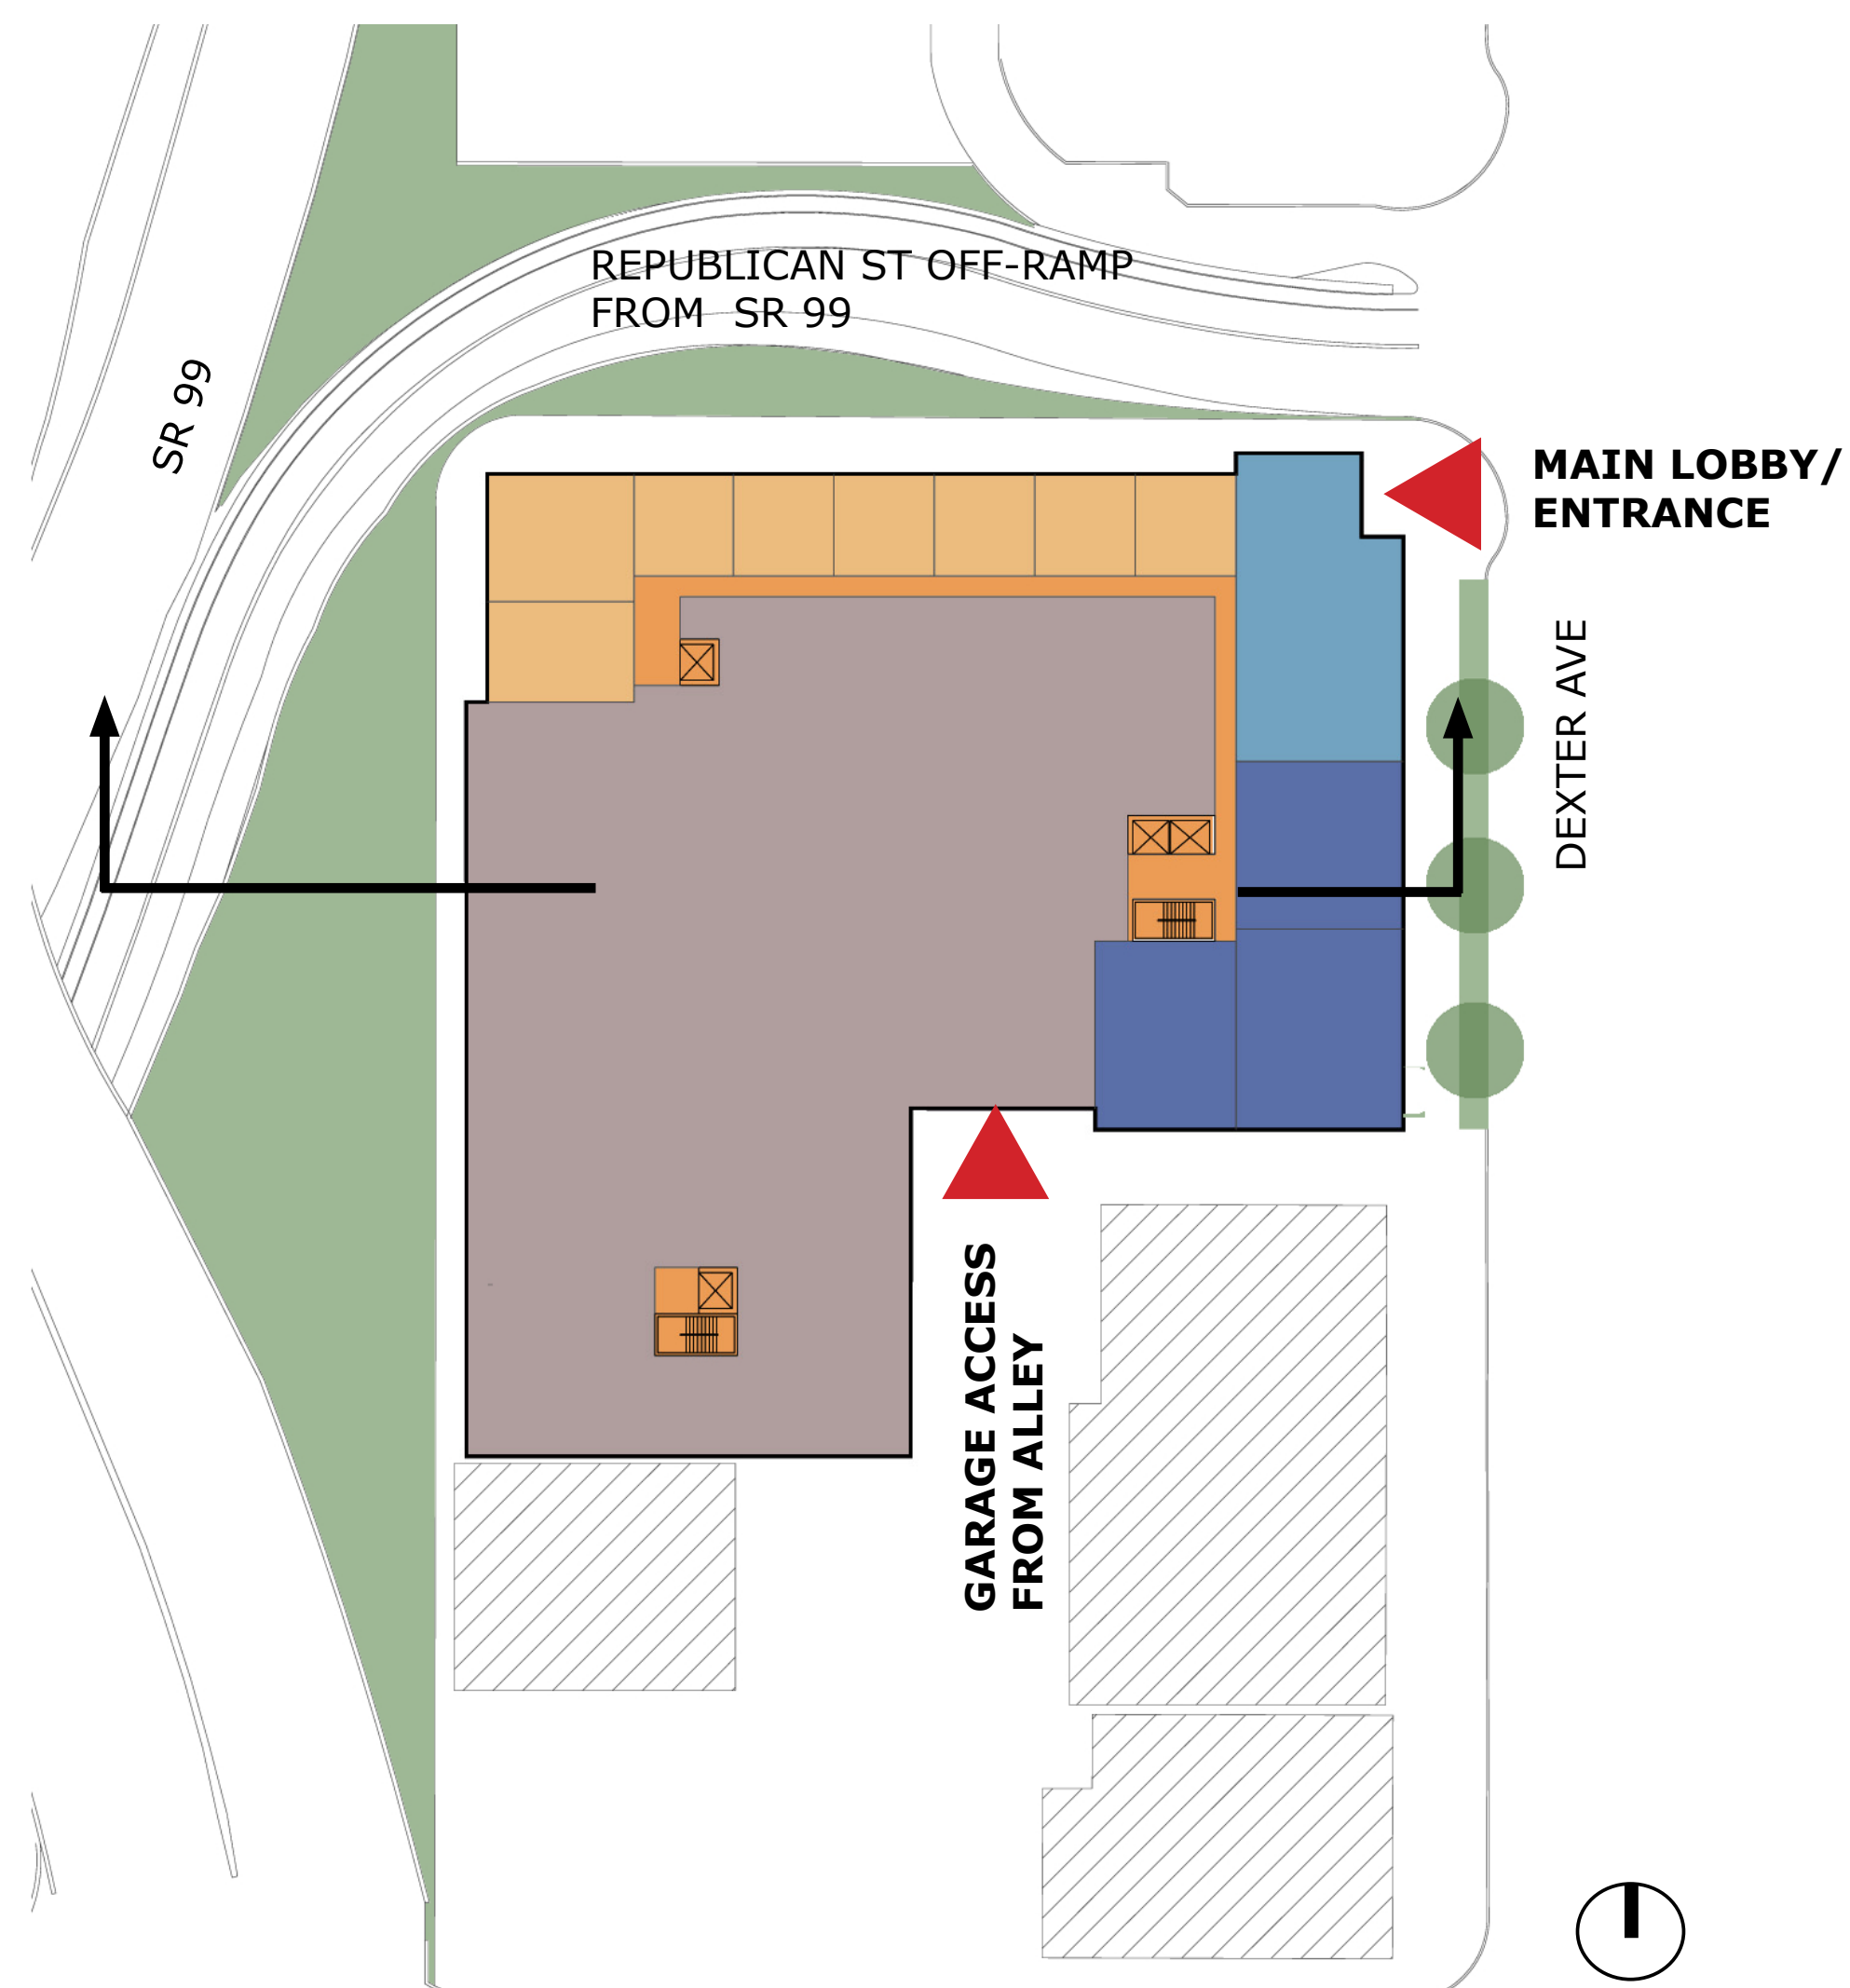 REPUBLICAN ST OFF-RAMP
FROM  SR 99
SR 99
MAIN LOBBY/
ENTRANCE
DEXTER AVE
GARAGE ACCESS
FROM ALLEY